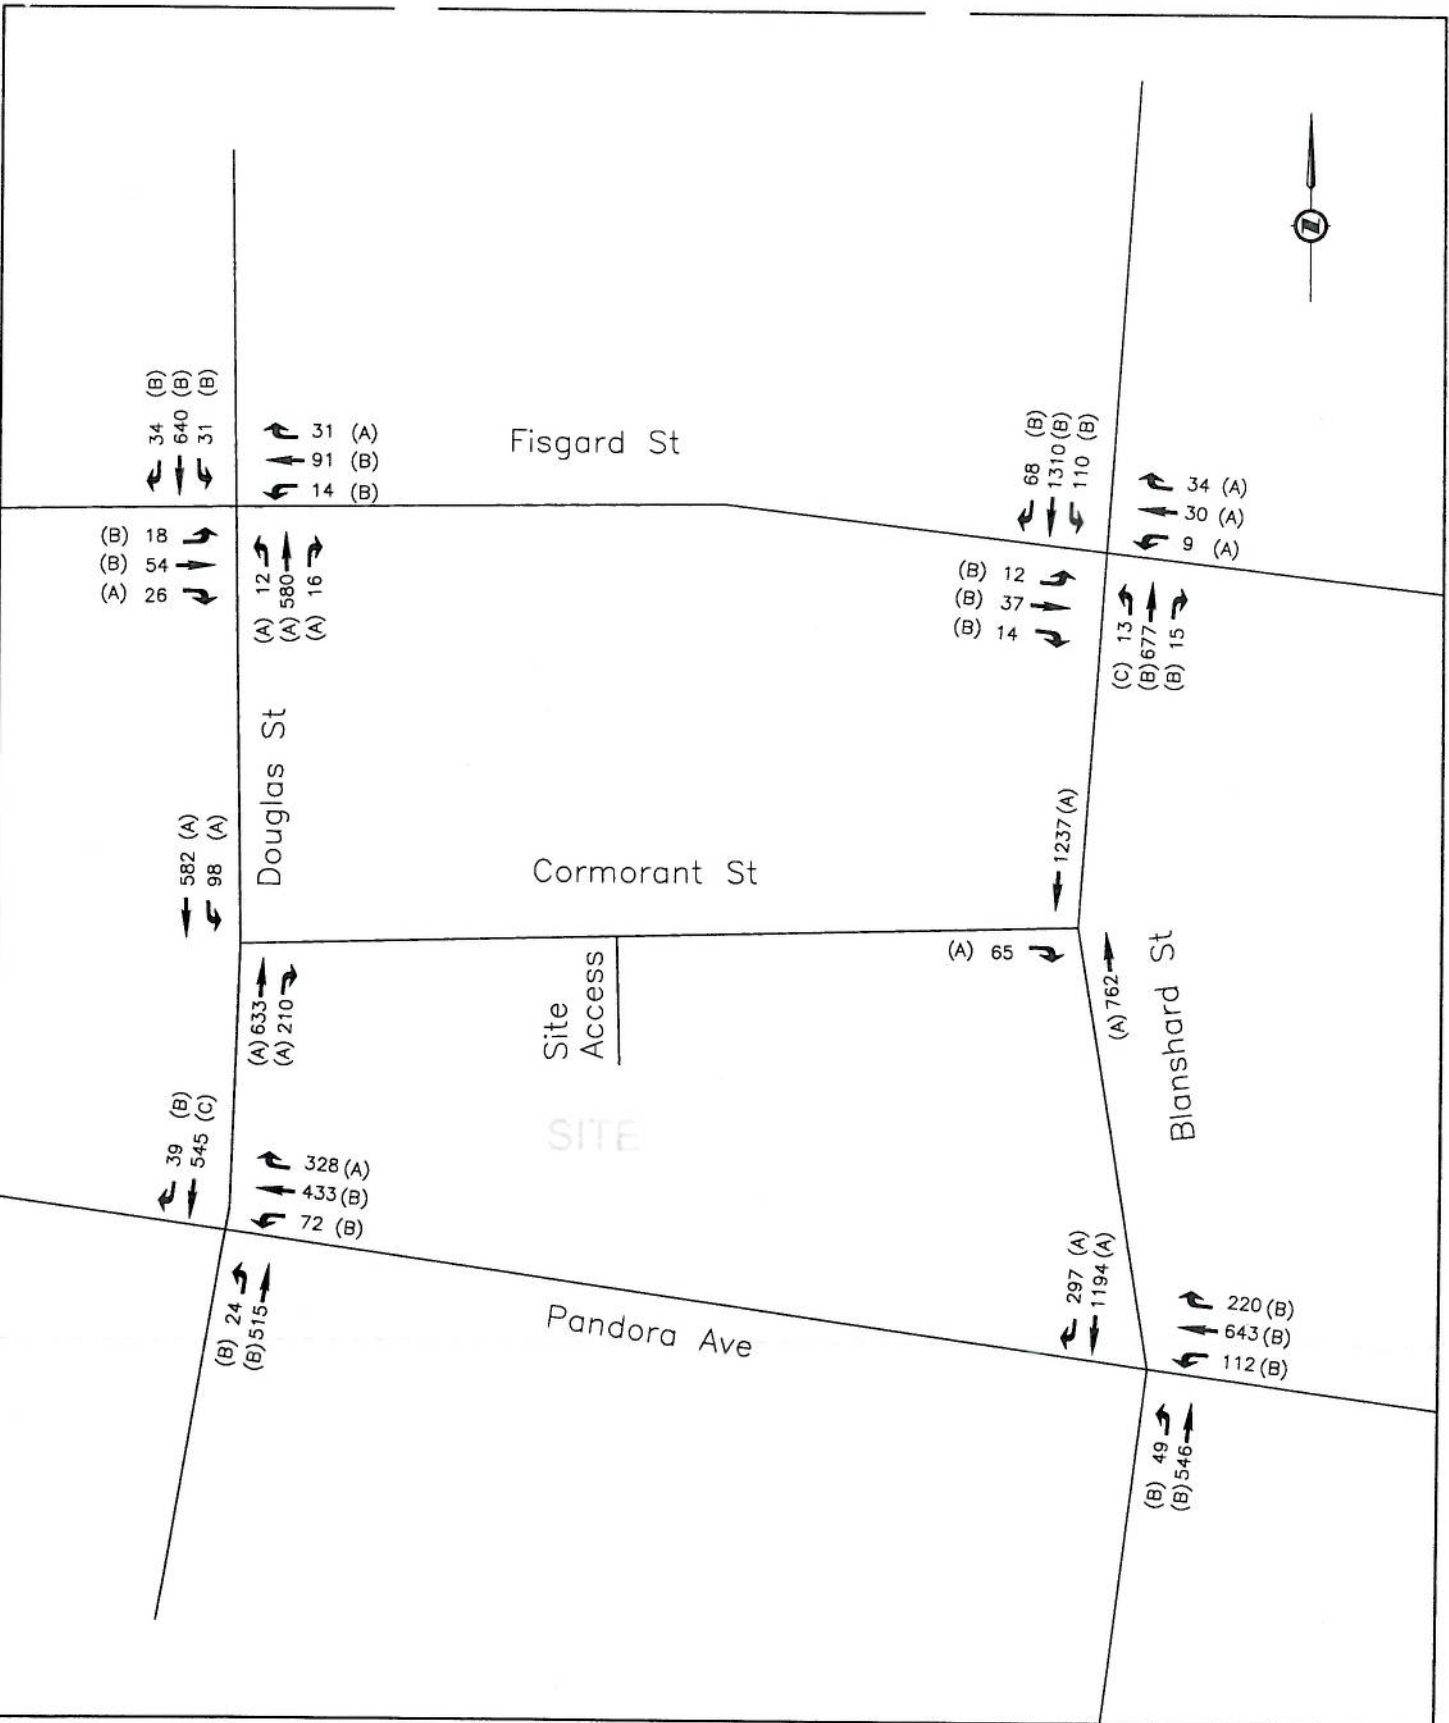 34 (B)
640 (B)
31 (B)
31 (A)
91 (B)
14 (B)
(B) 18
(B) 54
(A) 26
(A) 12
(A) 580
(A) 16
Fisgard St
68 (B)
1310 (B)
110 (B)
34 (A)
30 (A)
9 (A)
(B) 12
(B) 37
(B) 14
(C) 13
(B) 677
(B) 15
N
Douglas St
582 (A)
98 (A)
Cormorant St
1237 (A)
(A) 633
(A) 210
Site
Access
(A) 65
(A) 762
Blanshard St
SITE
39 (B)
545 (C)
328 (A)
433 (B)
72 (B)
(B) 24
(B) 515
Pandora Ave
297 (A)
1194 (A)
220 (B)
643 (B)
112 (B)
(B) 49
(B) 546